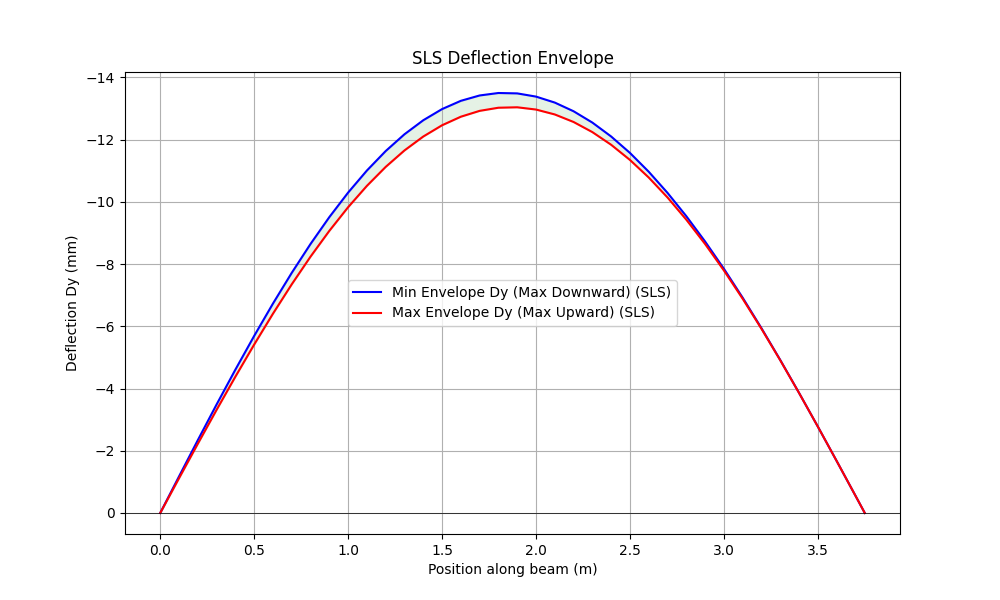 SLS Deflection Envelope
Deflection Dy (mm)
−14
−12
−10
−8
−6
−4
−2
0
Min Envelope Dy (Max Downward) (SLS)
Max Envelope Dy (Max Upward) (SLS)
0.0 0.5 1.0 1.5 2.0 2.5 3.0 3.5
Position along beam (m)